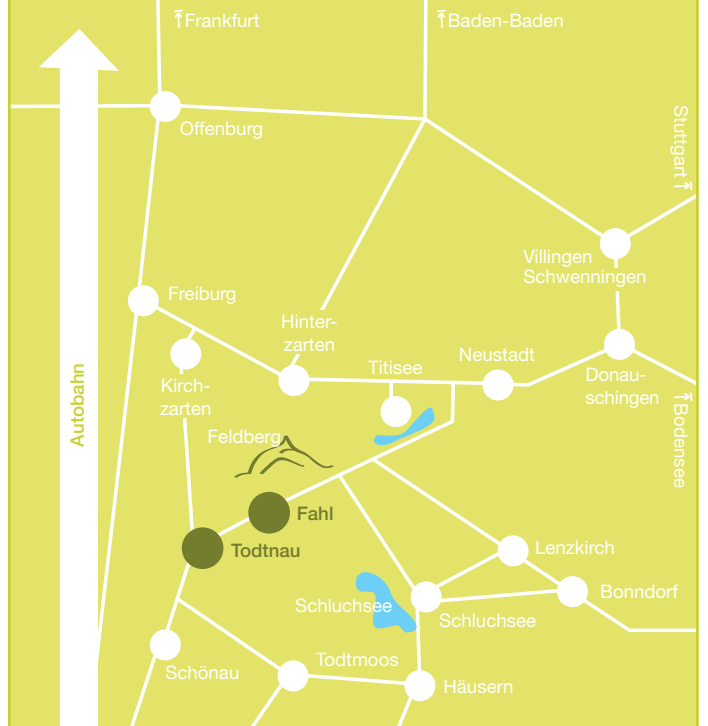 Frankfurt
Baden-Baden
Offenburg
Stuttgart
Villingen
Schwenningen
Freiburg
Hinter-
zarten
Titisee
Neustadt
Kirch-
zarten
Donau-
schingen
Autobahn
Bodensee
Feldberg
Fahl
Todtnau
Lenzkirch
Bonndorf
Schluchsee
Schluchsee
Schönau
Todtmoos
Häusern